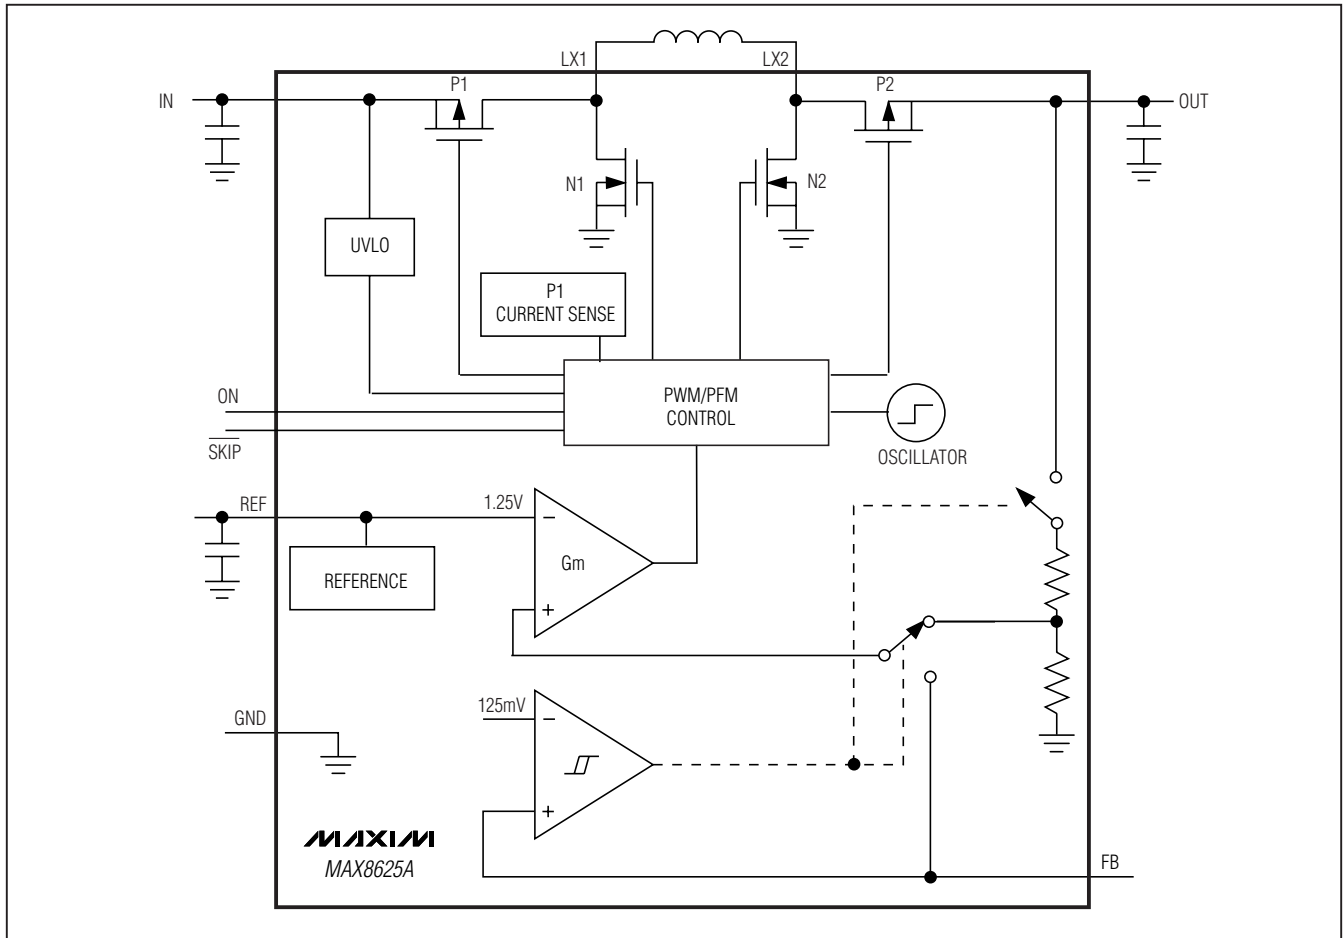 LX1
LX2
P1
P2
IN
OUT
N1
N2
UVLO
P1
CURRENT SENSE
ON
PWM/PFM
CONTROL
SKIP
OSCILLATOR
REF
1.25V
−
Gm
REFERENCE
+
125mV
−
GND
+
MAXIM
MAX8625A
FB